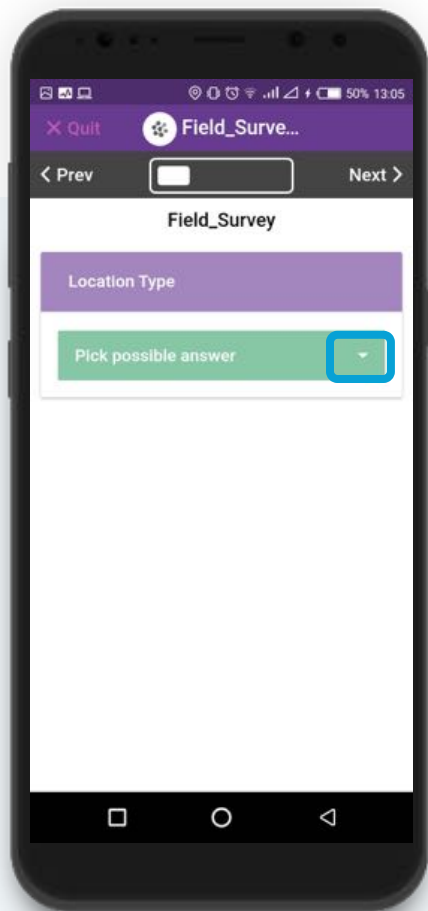 50% 13:05
✕ Quit Field_Surve...
< Prev Next >
Field_Survey
Location Type
Pick possible answer